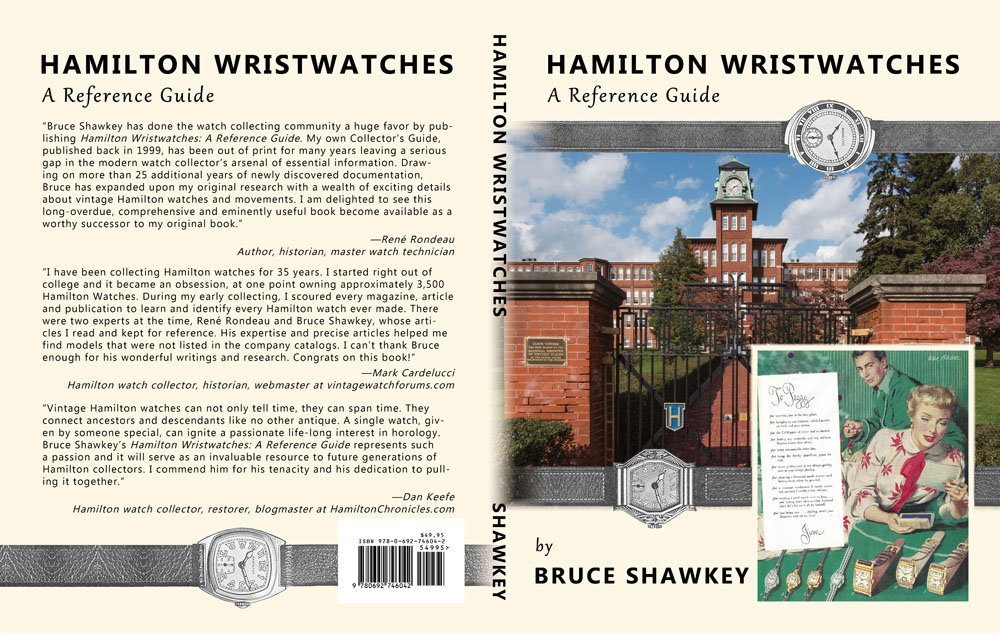 HAMILTON WRISTWATCHES
A Reference Guide
“Bruce Shawkey has done the watch collecting community a huge favor by pub-
lishing Hamilton Wristwatches: A Reference Guide. My own Collector’s Guide,
published back in 1999, has been out of print for many years leaving a serious
gap in the modern watch collector’s arsenal of essential information. Draw-
ing on more than 25 additional years of newly discovered documentation,
Bruce has expanded upon my original research with a wealth of exciting details
about vintage Hamilton watches and movements. I am delighted to see this
long-overdue, comprehensive and eminently useful book become available as a
worthy successor to my original book.”
—René Rondeau
Author, historian, master watch technician
“I have been collecting Hamilton watches for 35 years. I started right out of
college and it became an obsession, at one point owning approximately 3,500
Hamilton Watches. During my early collecting, I scoured every magazine, article
and publication to learn and identify every Hamilton watch ever made. There
were two experts at the time, René Rondeau and Bruce Shawkey, whose arti-
cles I read and kept for reference. His expertise and precise articles helped me
find models that were not listed in the company catalogs. I can’t thank Bruce
enough for his wonderful writings and research. Congrats on this book!”
—Mark Cardelucci
Hamilton watch collector, historian, webmaster at vintagewatchforums.com
“Vintage Hamilton watches can not only tell time, they can span time. They
connect ancestors and descendants like no other antique. A single watch, giv-
en by someone special, can ignite a passionate life-long interest in horology.
Bruce Shawkey’s Hamilton Wristwatches: A Reference Guide represents such
a passion and it will serve as an invaluable resource to future generations of
Hamilton collectors. I commend him for his tenacity and his dedication to pull-
ing it together.”
—Dan Keefe
Hamilton watch collector, restorer, blogmaster at HamiltonChronicles.com
$49.95
ISBN 978-0-692-74604-2
54995>
9 780692 746042
HAMILTON WRISTWATCHES
SHAWKEY
HAMILTON WRISTWATCHES
A Reference Guide
CLOCK TOWERS
H
To Peggy
Jim
by
BRUCE SHAWKEY